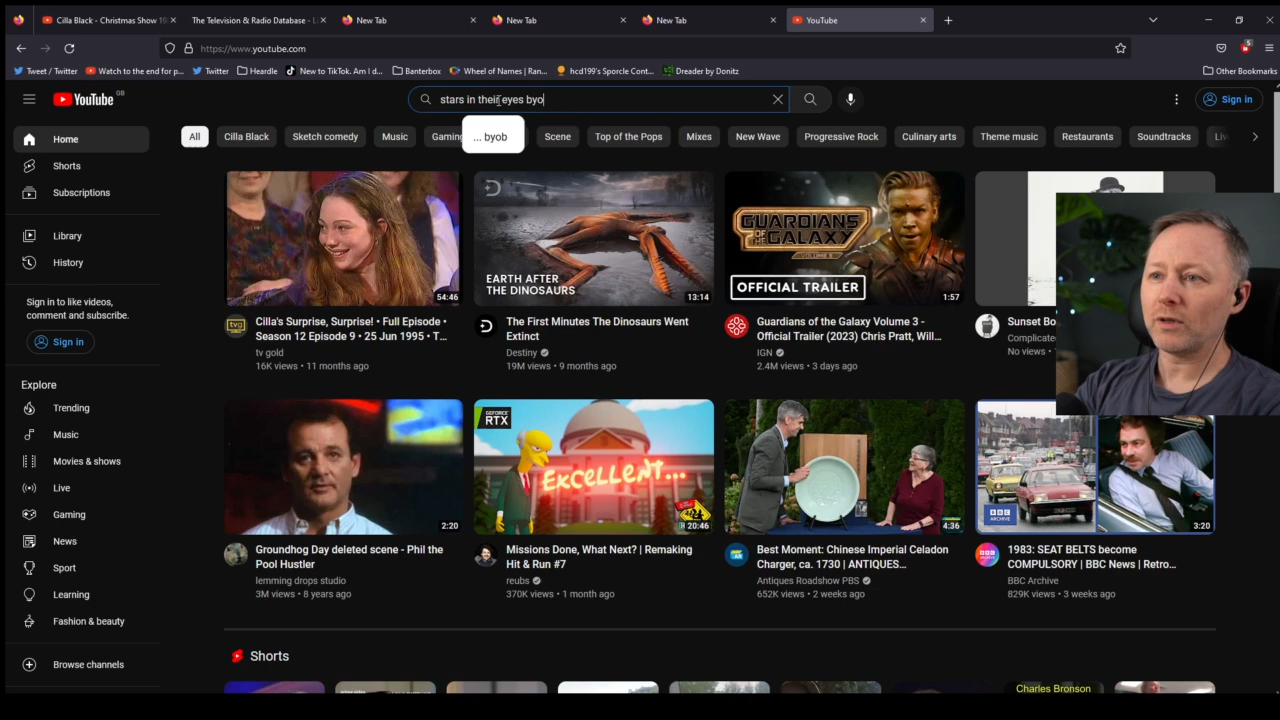 Cilla Black - Christmas Show 19
The Television & Radio Database - L
New Tab
New Tab
New Tab
YouTube
https://www.youtube.com
5
Tweet / Twitter
Watch to the end for p...
Twitter
Heardle
New to TikTok. Am I d...
Banterbox
Wheel of Names | Ran...
hcd199's Sporcle Cont...
Dreader by Donitz
Other Bookmarks
YouTube GB
stars in their eyes byo
Sign in
... byob
Home
Shorts
Subscriptions
Library
History
Sign in to like videos,
comment and subscribe.
Sign in
Explore
Trending
Music
Movies & shows
Live
Gaming
News
Sport
Learning
Fashion & beauty
Browse channels
All
Cilla Black
Sketch comedy
Music
Gaming
Scene
Top of the Pops
Mixes
New Wave
Progressive Rock
Culinary arts
Theme music
Restaurants
Soundtracks
Liv
54:46
Cilla's Surprise, Surprise! • Full Episode •
Season 12 Episode 9 • 25 Jun 1995 • T...
tvg
tv gold
16K views • 11 months ago
EARTH AFTER
THE DINOSAURS
13:14
The First Minutes The Dinosaurs Went
Extinct
Destiny
19M views • 9 months ago
GUARDIANS
OF THE GALAXY
VOLUME 3
OFFICIAL TRAILER
1:57
Guardians of the Galaxy Volume 3 -
Official Trailer (2023) Chris Pratt, Will...
IGN
2.4M views • 3 days ago
Sunset Bo
Complicate
No views •
2:20
Groundhog Day deleted scene - Phil the
Pool Hustler
lemming drops studio
3M views • 8 years ago
GEFORCE
RTX
EXCELLENT...
20:46
Missions Done, What Next? | Remaking
Hit & Run #7
reubs
370K views • 1 month ago
4:36
Best Moment: Chinese Imperial Celadon
Charger, ca. 1730 | ANTIQUES...
Antiques Roadshow PBS
652K views • 2 weeks ago
BBC
ARCHIVE
3:20
1983: SEAT BELTS become
COMPULSORY | BBC News | Retro...
BBC Archive
829K views • 3 weeks ago
Shorts
Charles Bronson